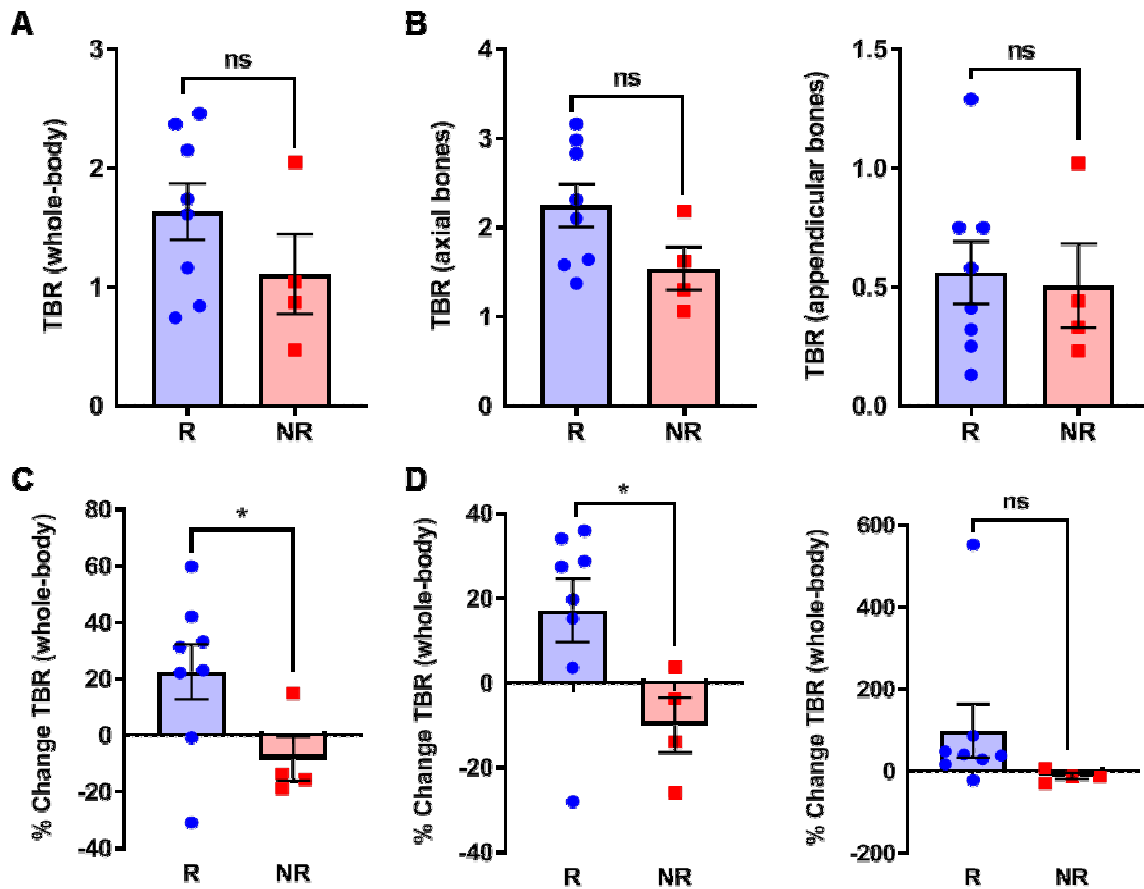 A
TBR (whole-body)
3
2
1
0
ns
R
NR
B
TBR (axial bones)
4
3
2
1
0
ns
R
NR
TBR (appendicular bones)
1.5
1.0
0.5
0.0
ns
R
NR
C
% Change TBR (whole-body)
80
60
40
20
0
-20
-40
*
R
NR
D
% Change TBR (whole-body)
40
20
0
-20
-40
*
R
NR
% Change TBR (whole-body)
600
400
200
0
-200
ns
R
NR